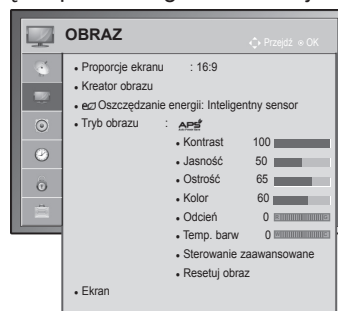 OBRAZ
Przejdź OK
• Proporcje ekranu : 16:9
• Kreator obrazu
• Oszczędzanie energii: Inteligentny sensor
• Tryb obrazu : APS
• Kontrast 100
• Jasność 50
• Ostrość 65
• Kolor 60
• Odcień 0
• Temp. barw 0
• Sterowanie zaawansowane
• Resetuj obraz
• Ekran